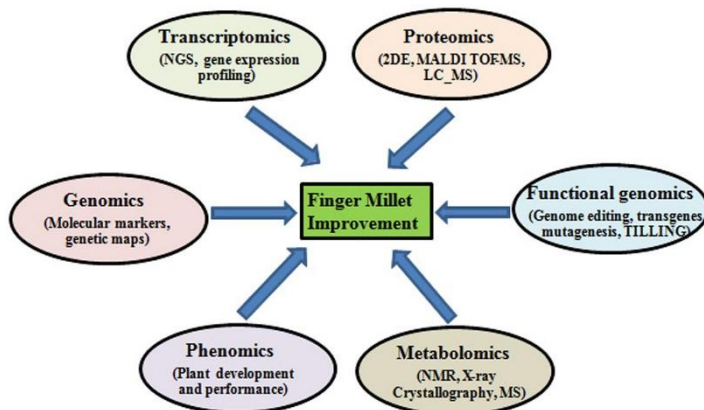 Transcriptomics
(NGS, gene expression
profiling)
Proteomics
(2DE, MALDI TOF-MS,
LC_MS)
Genomics
(Molecular markers,
genetic maps)
Finger Millet
Improvement
Functional genomics
(Genome editing, transgenes,
mutagenesis, TILLING)
Phenomics
(Plant development
and performance)
Metabolomics
(NMR, X-ray
Crystallography, MS)